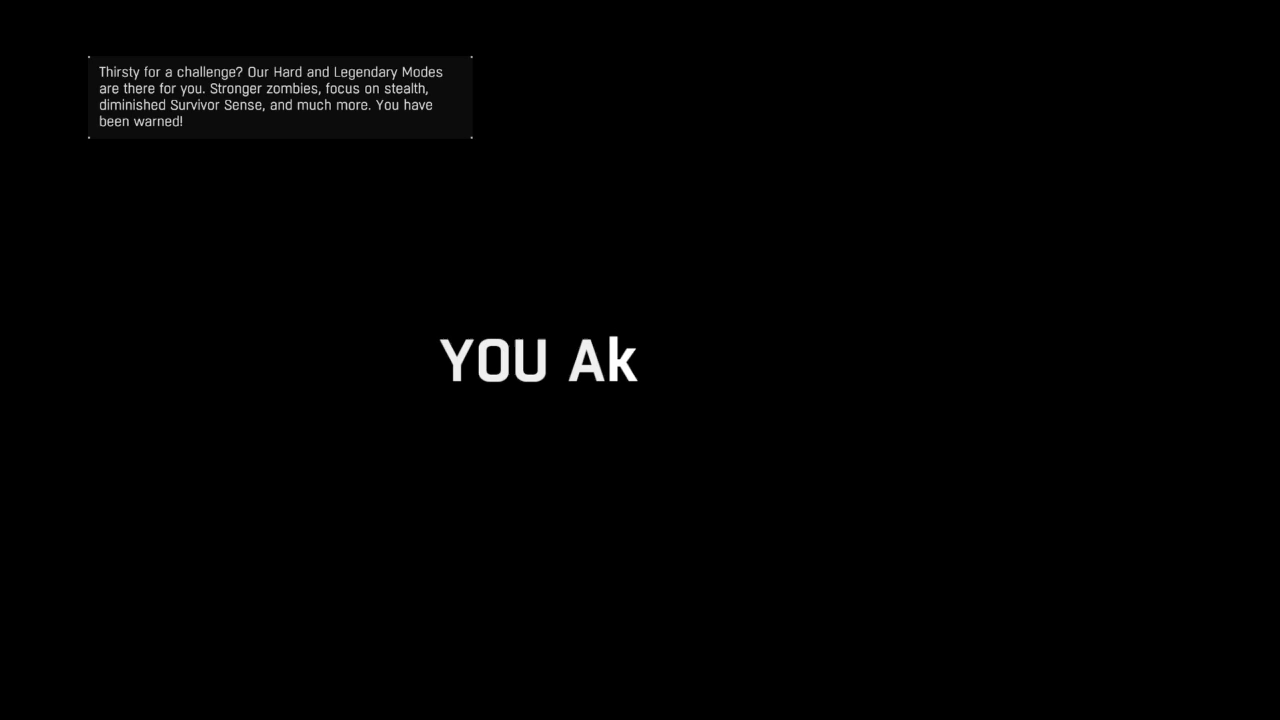 Thirsty for a challenge? Our Hard and Legendary Modes
are there for you. Stronger zombies, focus on stealth,
diminished Survivor Sense, and much more. You have
been warned!
YOU Ak